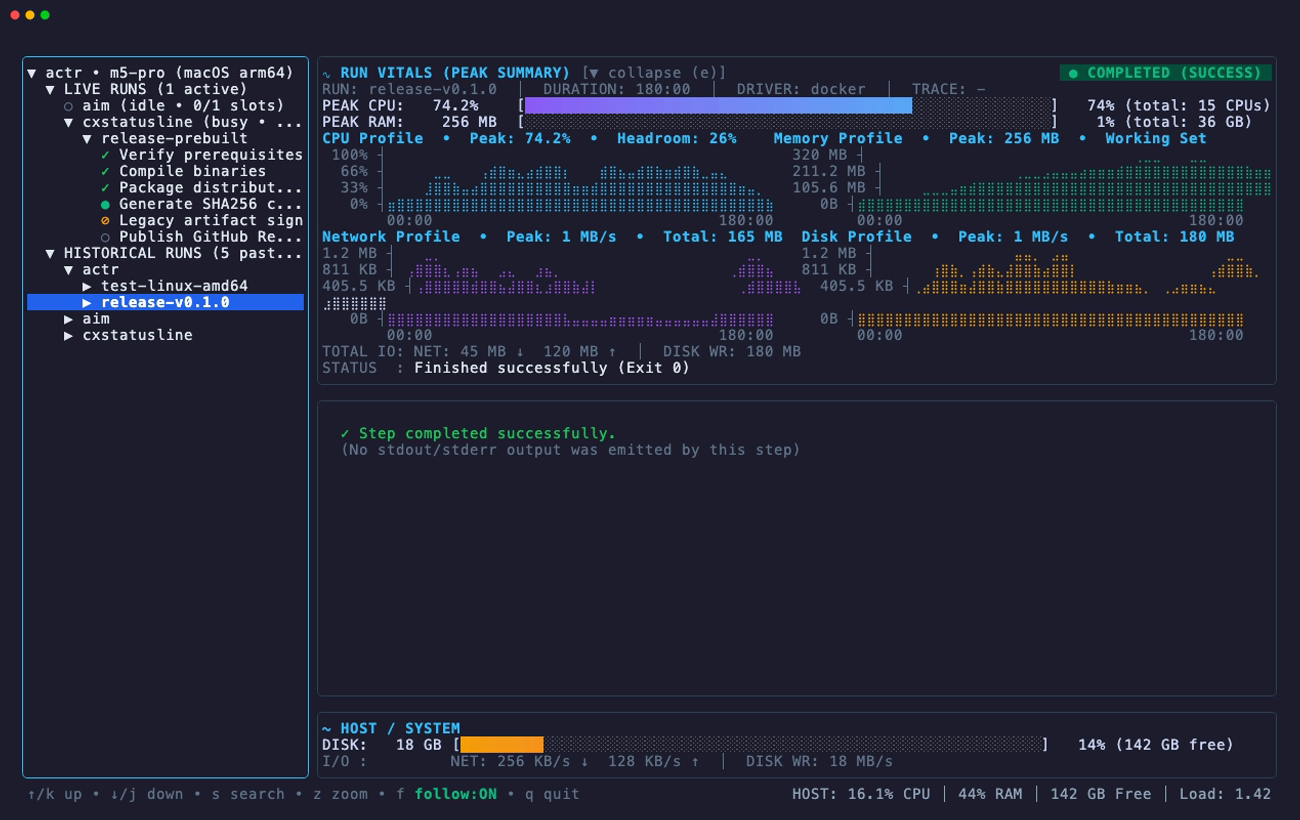 ▼ actr • m5-pro (macOS arm64)
▼ LIVE RUNS (1 active)
○ aim (idle • 0/1 slots)
▼ cxstatusline (busy • ...
▼ release-prebuilt
✓ Verify prerequisites
✓ Compile binaries
✓ Package distribut...
● Generate SHA256 c...
⊘ Legacy artifact sign
○ Publish GitHub Re...
▼ HISTORICAL RUNS (5 past...
▼ actr
▶ test-linux-amd64
▶ release-v0.1.0
▶ aim
▶ cxstatusline
∿ RUN VITALS (PEAK SUMMARY) [▼ collapse (e)] ● COMPLETED (SUCCESS)
RUN: release-v0.1.0 │ DURATION: 180:00 │ DRIVER: docker │ TRACE: –
PEAK CPU: 74.2% [ ] 74% (total: 15 CPUs)
PEAK RAM: 256 MB [ ] 1% (total: 36 GB)
CPU Profile • Peak: 74.2% • Headroom: 26% Memory Profile • Peak: 256 MB • Working Set
100% 320 MB
66% 211.2 MB
33% 105.6 MB
0% 0B
00:00 180:00 00:00 180:00
Network Profile • Peak: 1 MB/s • Total: 165 MB Disk Profile • Peak: 1 MB/s • Total: 180 MB
1.2 MB 1.2 MB
811 KB 811 KB
405.5 KB 405.5 KB
0B 0B
00:00 180:00 00:00 180:00
TOTAL IO: NET: 45 MB ↓ 120 MB ↑ │ DISK WR: 180 MB
STATUS : Finished successfully (Exit 0)
✓ Step completed successfully.
(No stdout/stderr output was emitted by this step)
~ HOST / SYSTEM
DISK: 18 GB [ ] 14% (142 GB free)
I/O : NET: 256 KB/s ↓ 128 KB/s ↑ │ DISK WR: 18 MB/s
↑/k up • ↓/j down • s search • z zoom • f follow:ON • q quit HOST: 16.1% CPU │ 44% RAM │ 142 GB Free │ Load: 1.42